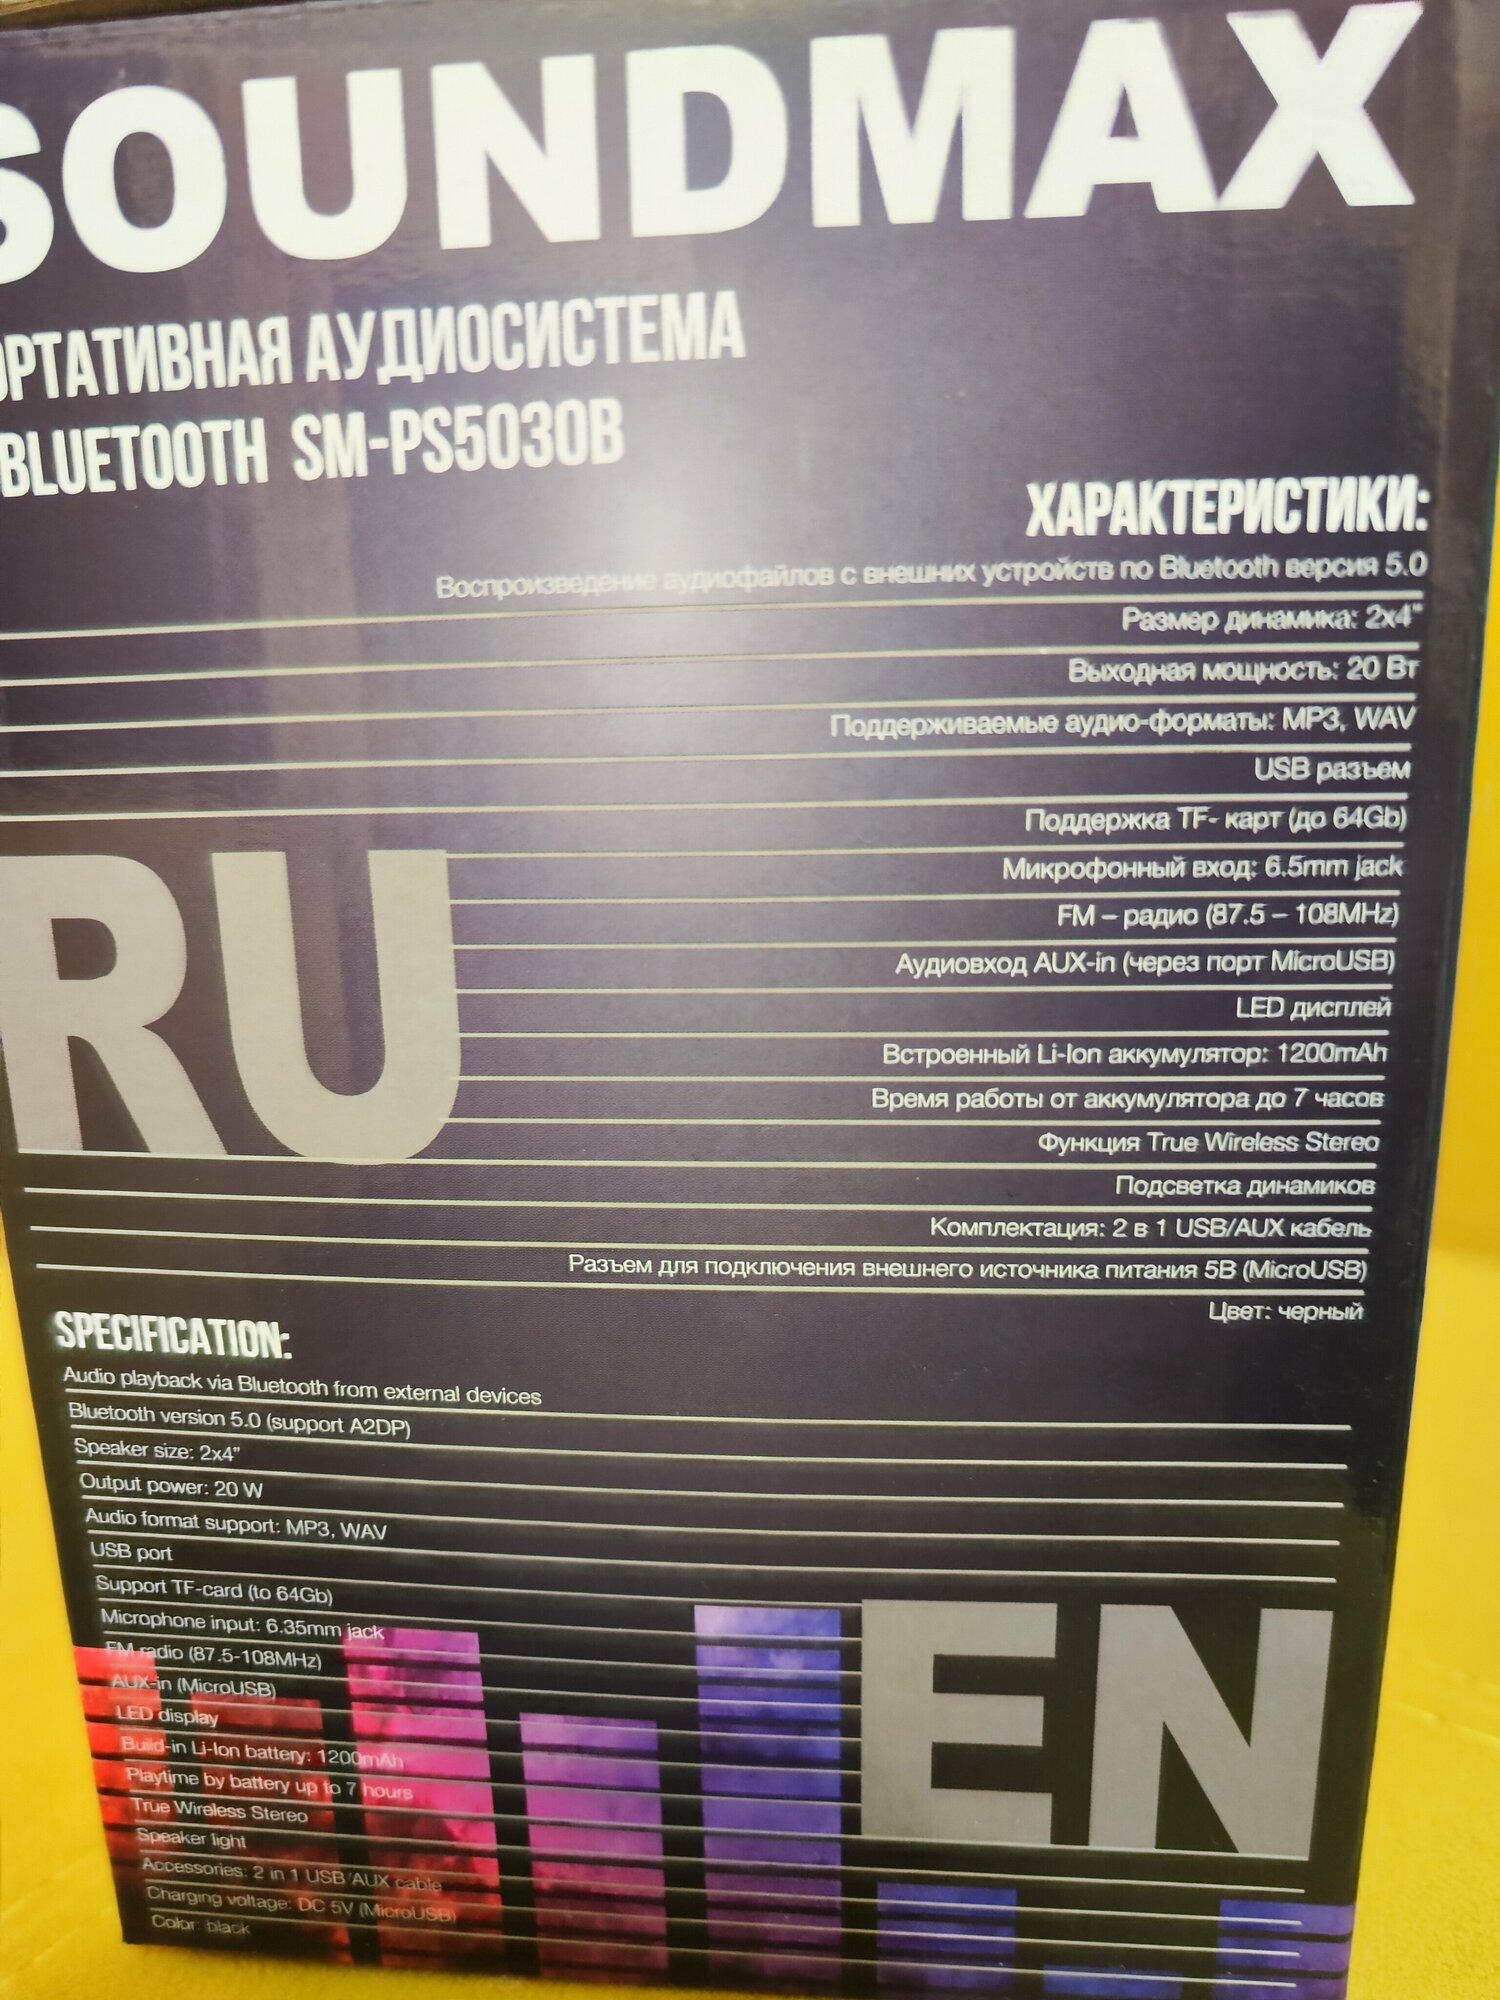 SOUNDMAX
ОРТАТИВНАЯ АУДИОСИСТЕМА
BLUETOOTH SM-PS5030B
ХАРАКТЕРИСТИКИ:
Воспроизведение аудиофайлов с внешних устройств по Bluetooth версия 5.0
Размер динамика: 2x4"
Выходная мощность: 20 Вт
Поддерживаемые аудио-форматы: MP3, WAV
USB разъем
Поддержка TF- карт (до 64Gb)
Микрофонный вход: 6.5mm jack
FM – радио (87.5 – 108MHz)
Аудиовход AUX-in (через порт MicroUSB)
LED дисплей
Встроенный Li-Ion аккумулятор: 1200mAh
Время работы от аккумулятора до 7 часов
Функция True Wireless Stereo
Подсветка динамиков
Комплектация: 2 в 1 USB/AUX кабель
Разъем для подключения внешнего источника питания 5В (MicroUSB)
Цвет: черный
RU
SPECIFICATION:
Audio playback via Bluetooth from external devices
Bluetooth version 5.0 (support A2DP)
Speaker size: 2x4"
Output power: 20 W
Audio format support: MP3, WAV
USB port
Support TF-card (to 64Gb)
Microphone input: 6.35mm jack
FM radio (87.5-108MHz)
AUX-in (MicroUSB)
LED display
Build-in Li-Ion battery: 1200mAh
Playtime by battery up to 7 hours
True Wireless Stereo
Speaker light
Accessories: 2 in 1 USB/AUX cable
Charging voltage: DC 5V (MicroUSB)
Color: black
EN